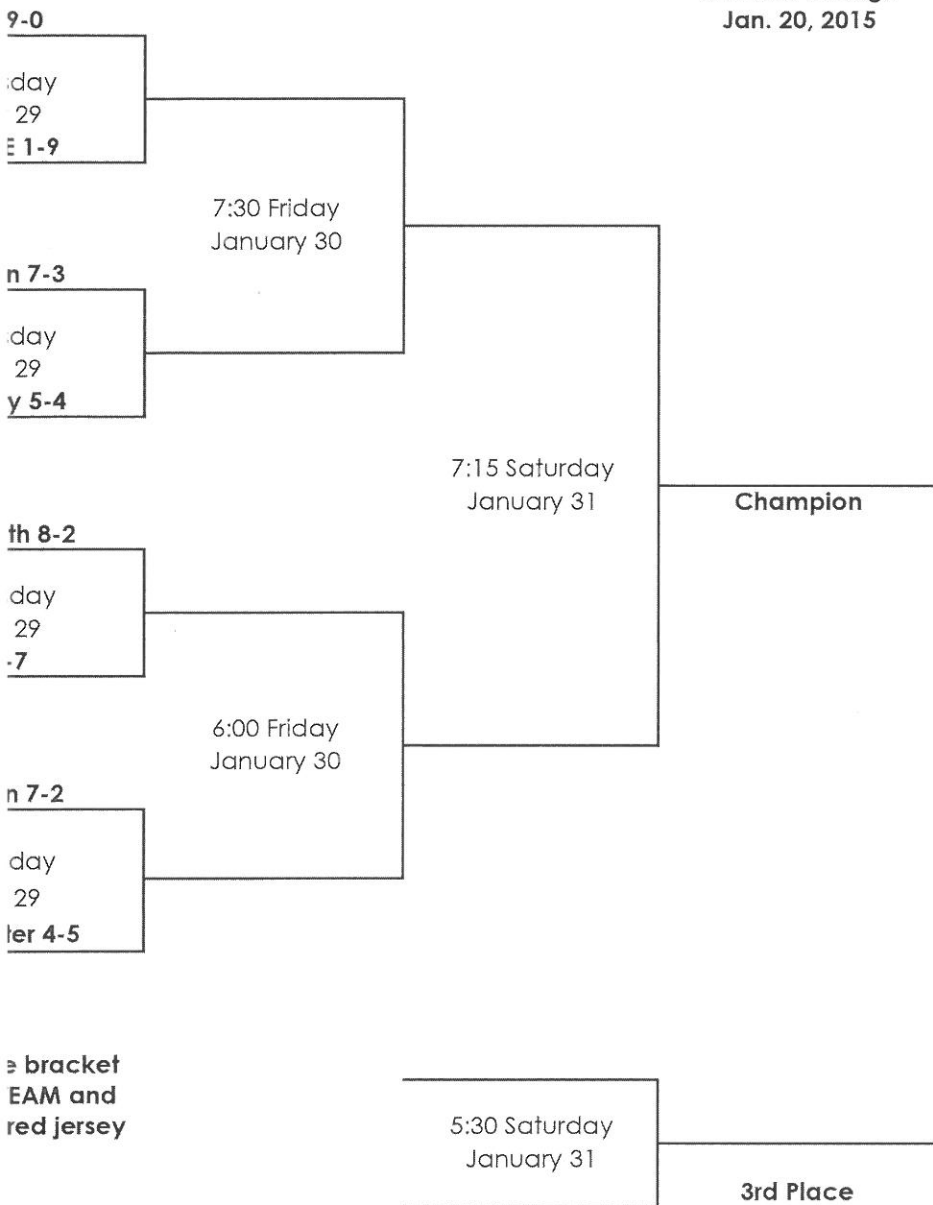 9-0
Jan. 20, 2015
day
29
E 1-9
7:30 Friday
January 30
n 7-3
day
29
y 5-4
7:15 Saturday
January 31
Champion
th 8-2
day
29
-7
6:00 Friday
January 30
n 7-2
day
29
ter 4-5
e bracket
EAM and
red jersey
5:30 Saturday
January 31
3rd Place